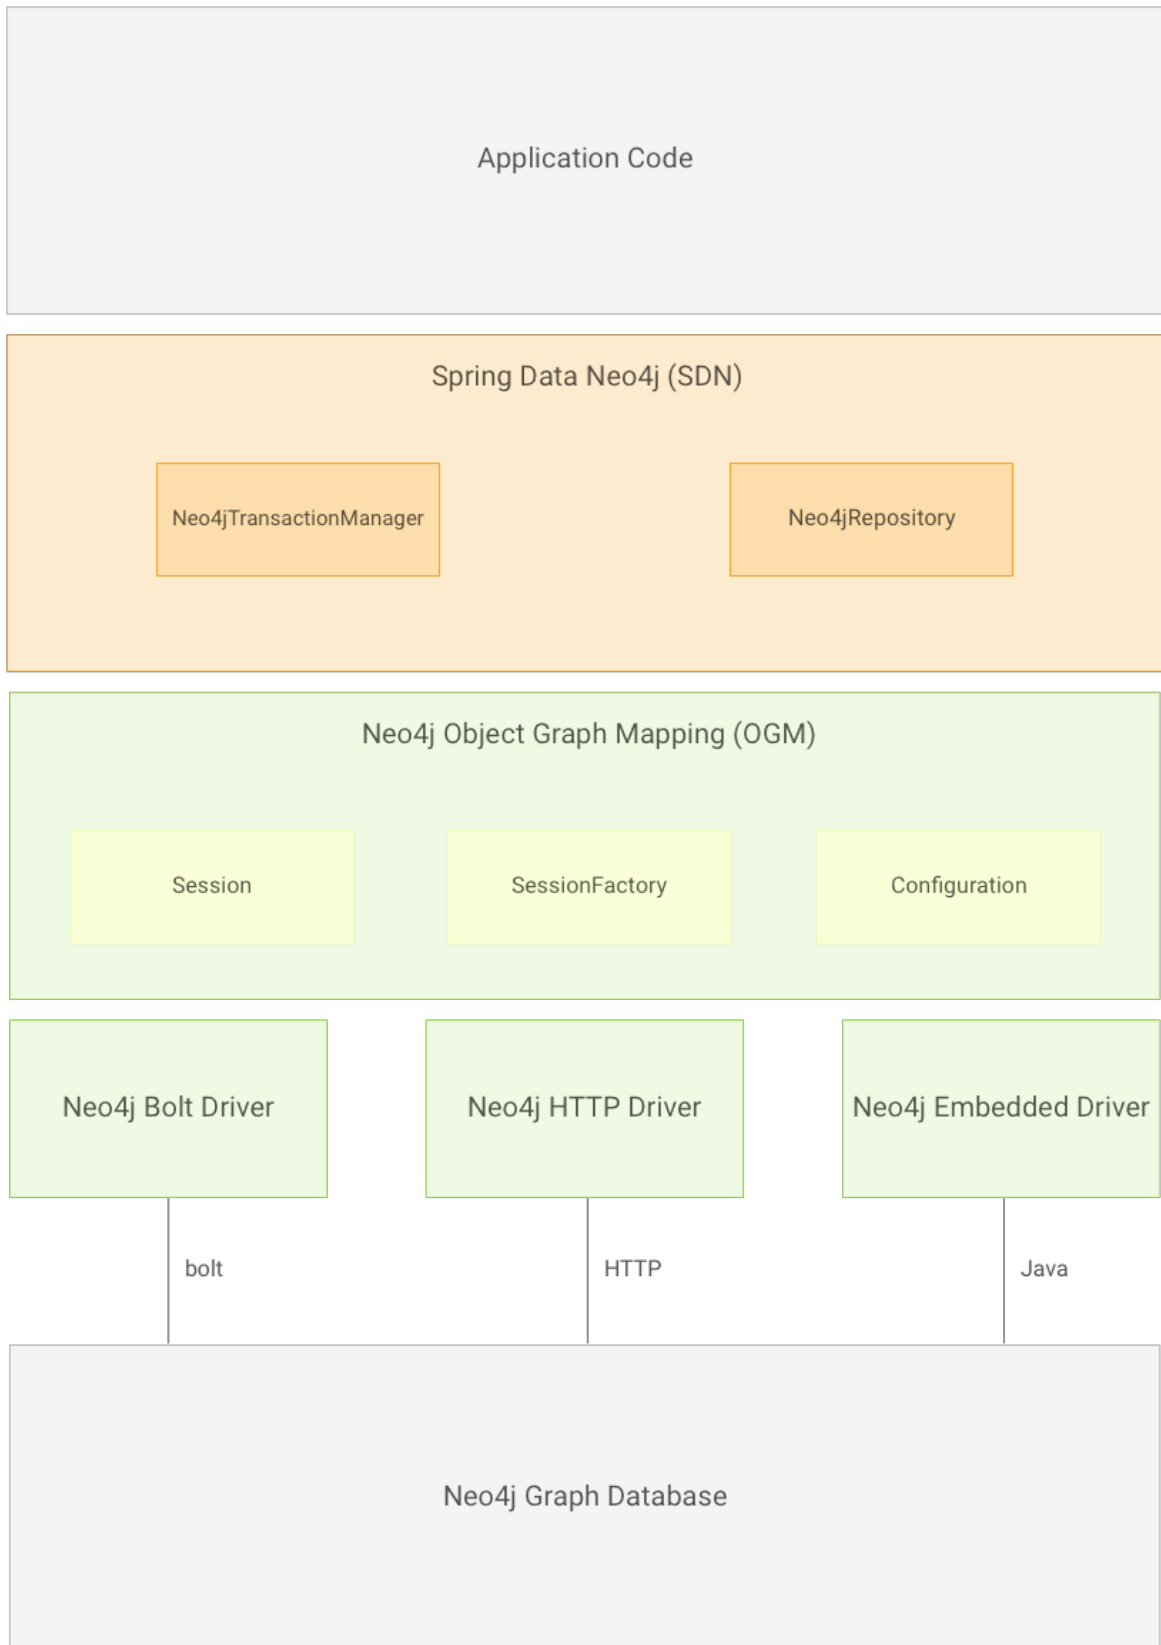 Application Code
Spring Data Neo4j (SDN)
Neo4jTransactionManager
Neo4jRepository
Neo4j Object Graph Mapping (OGM)
Session
SessionFactory
Configuration
Neo4j Bolt Driver
Neo4j HTTP Driver
Neo4j Embedded Driver
bolt
HTTP
Java
Neo4j Graph Database